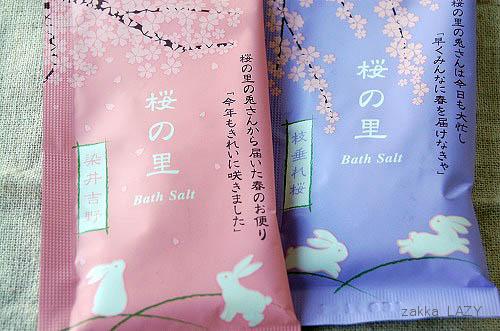 桜の里
Bath Salt
染井吉野
桜の里の兎さんから届いた春のお便り
「今年もきれいに咲きました」
桜の里
Bath Salt
枝垂れ桜
桜の里の兎さんは今日も大忙し
「早くみんなに春を届けなきゃ」
zakka LAZY